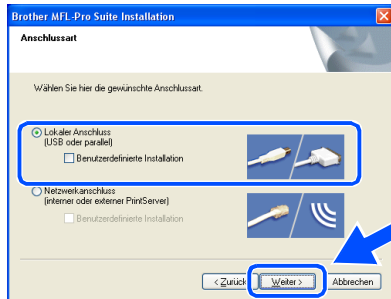 Brother MFL-Pro Suite Installation
Anschlussart
Wählen Sie hier die gewünschte Anschlussart.
Lokaler Anschluss
(USB oder parallel)
Benutzerdefinierte Installation
Netzwerkanschluss
(interner oder externer PrintServer)
Benutzerdefinierte Installation
< Zurück Weiter > Abbrechen